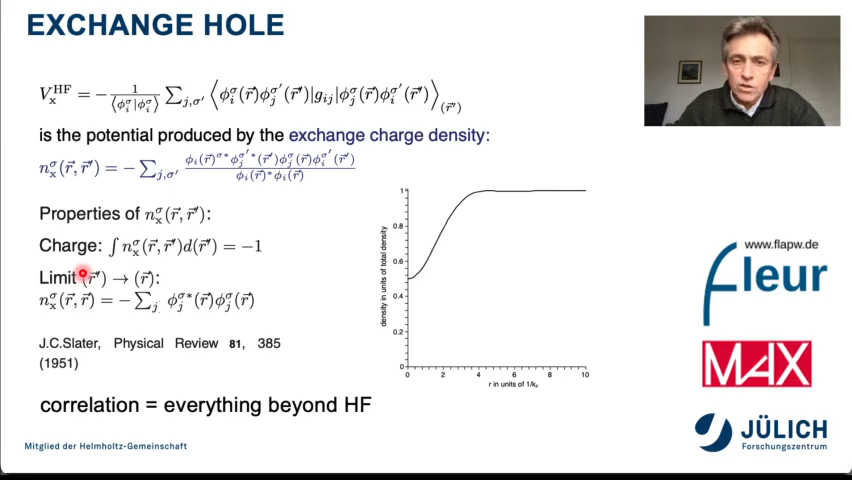 EXCHANGE HOLE
V_x^HF = − 1/⟨φ_i^σ|φ_i^σ⟩ ∑_{j,σ′} ⟨φ_i^σ(r⃗)φ_j^σ′(r⃗′)|g_ij|φ_j^σ(r⃗)φ_i^σ′(r⃗′)⟩_(r⃗′)
is the potential produced by the exchange charge density:
n_x^σ(r⃗, r⃗′) = − ∑_{j,σ′} φ_i(r⃗)^σ* φ_j^σ′*(r⃗′) φ_j^σ(r⃗) φ_i^σ′(r⃗′) / φ_i(r⃗)* φ_i(r⃗)
Properties of n_x^σ(r⃗, r⃗′):
Charge: ∫ n_x^σ(r⃗, r⃗′)d(r⃗′) = −1
Limit (r⃗′) → (r⃗):
n_x^σ(r⃗, r⃗) = − ∑_j φ_j^σ*(r⃗)φ_j^σ(r⃗)
J.C.Slater, Physical Review 81, 385
(1951)
correlation = everything beyond HF
Mitglied der Helmholtz-Gemeinschaft
density in units of total density
1
0.8
0.6
0.4
0.2
0
0 2 4 6 8 10
r in units of 1/k_F
www.flapw.de
fleur
MAX
JÜLICH
Forschungszentrum